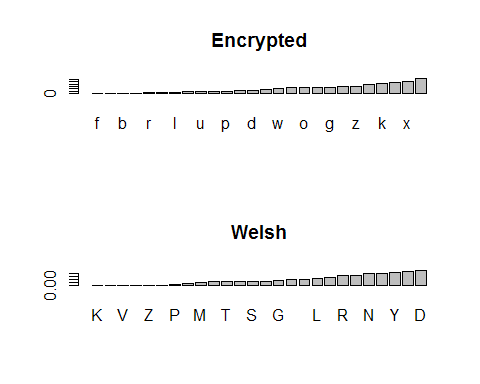 Encrypted
0
f b r l u p d w o g z k x
Welsh
0.00
K V Z P M T S G L R N Y D